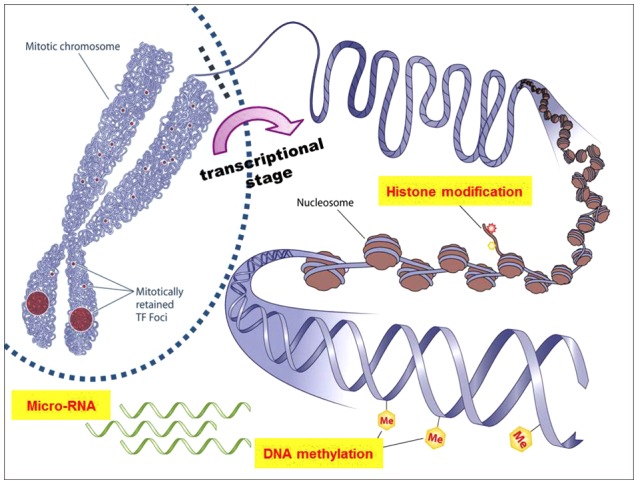 Mitotic chromosome
transcriptional
stage
Histone modification
Nucleosome
Mitotically
retained
TF Foci
Micro-RNA
DNA methylation
Me
Me
Me